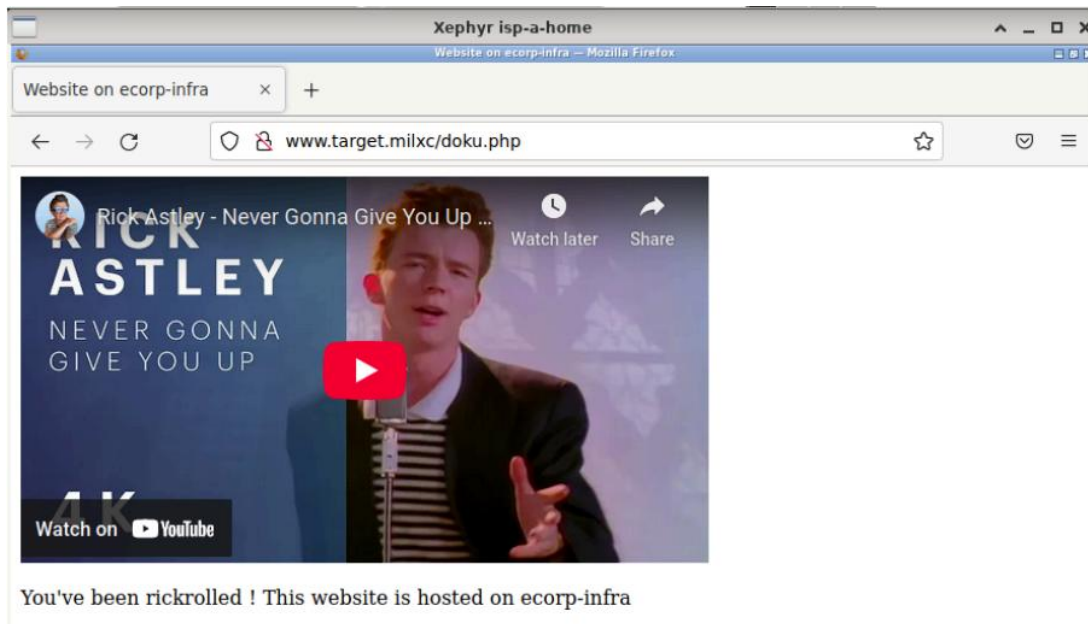 Xephyr isp-a-home
Website on ecorp-infra — Mozilla Firefox
Website on ecorp-infra
www.target.milxc/doku.php
Rick Astley - Never Gonna Give You Up ...
Watch later
Share
RICK
ASTLEY
NEVER GONNA
GIVE YOU UP
4K
Watch on YouTube
You've been rickrolled ! This website is hosted on ecorp-infra